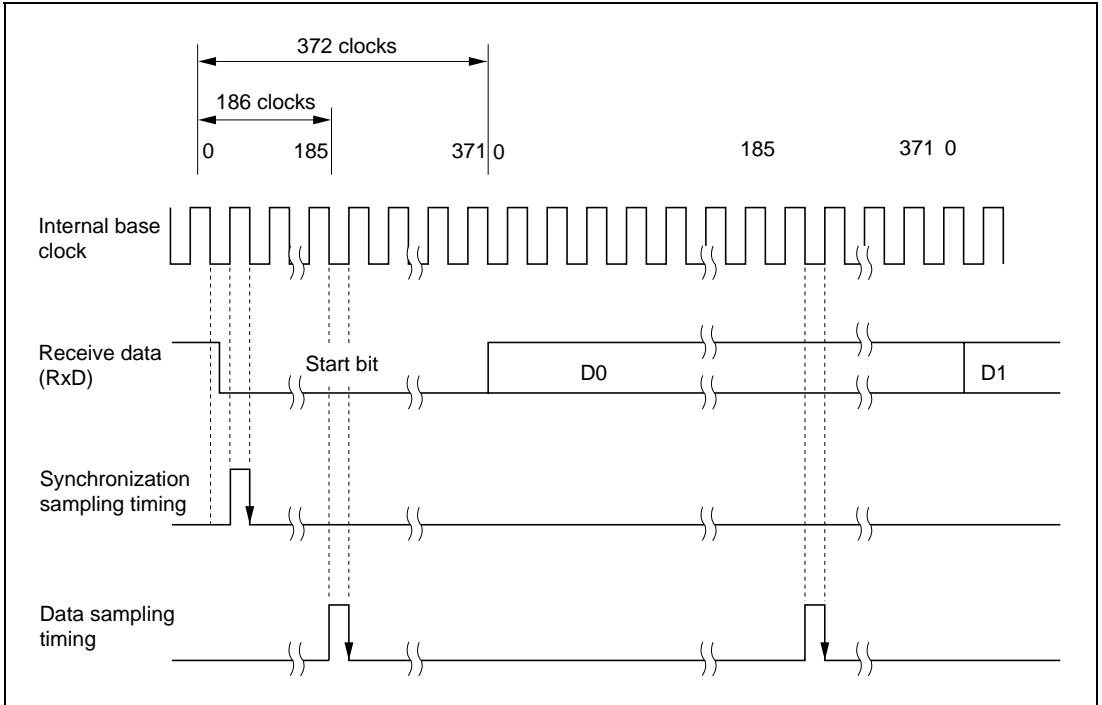 372 clocks
186 clocks
0 185 371 0 185 371 0
Internal base
clock
Receive data
(RxD)
Start bit
D0
D1
Synchronization
sampling timing
Data sampling
timing